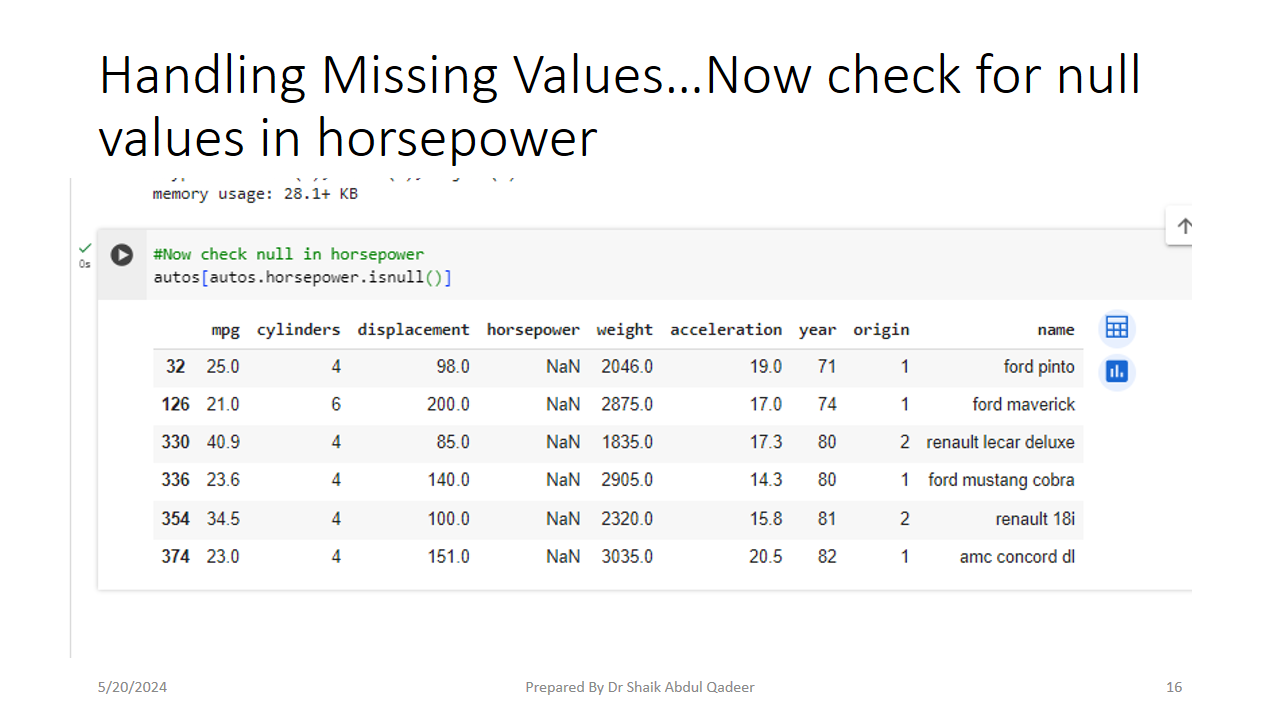 Handling Missing Values...Now check for null
values in horsepower
memory usage: 28.1+ KB
0s
#Now check null in horsepower
autos[autos.horsepower.isnull()]
mpg cylinders displacement horsepower weight acceleration year origin name
32 25.0 4 98.0 NaN 2046.0 19.0 71 1 ford pinto
126 21.0 6 200.0 NaN 2875.0 17.0 74 1 ford maverick
330 40.9 4 85.0 NaN 1835.0 17.3 80 2 renault lecar deluxe
336 23.6 4 140.0 NaN 2905.0 14.3 80 1 ford mustang cobra
354 34.5 4 100.0 NaN 2320.0 15.8 81 2 renault 18i
374 23.0 4 151.0 NaN 3035.0 20.5 82 1 amc concord dl
5/20/2024 Prepared By Dr Shaik Abdul Qadeer 16